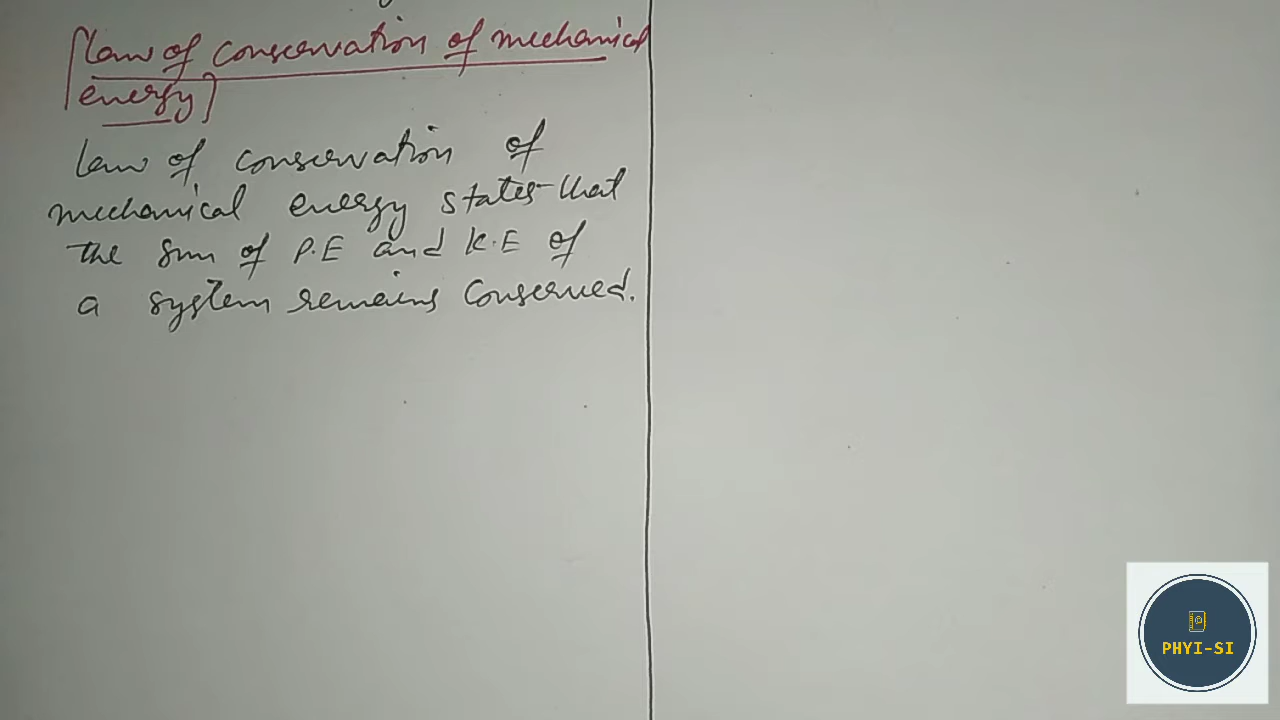 [law of conservation of mechanical
energy]
law of conservation of
mechanical energy states that
the sum of P.E and K.E of
a system remains Conserved.
PHYI-SI